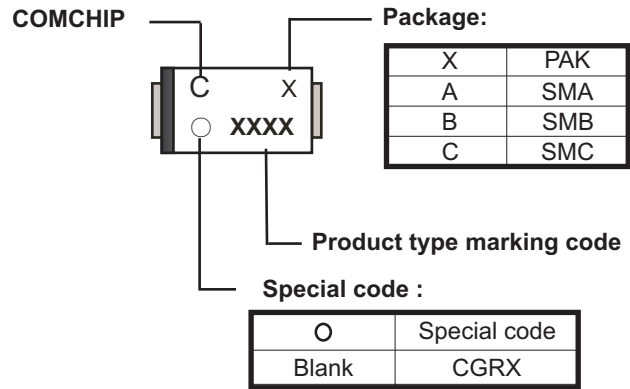 COMCHIP
Package:
X PAK
A SMA
B SMB
C SMC
C X
O XXXX
Product type marking code
Special code :
O Special code
Blank CGRX